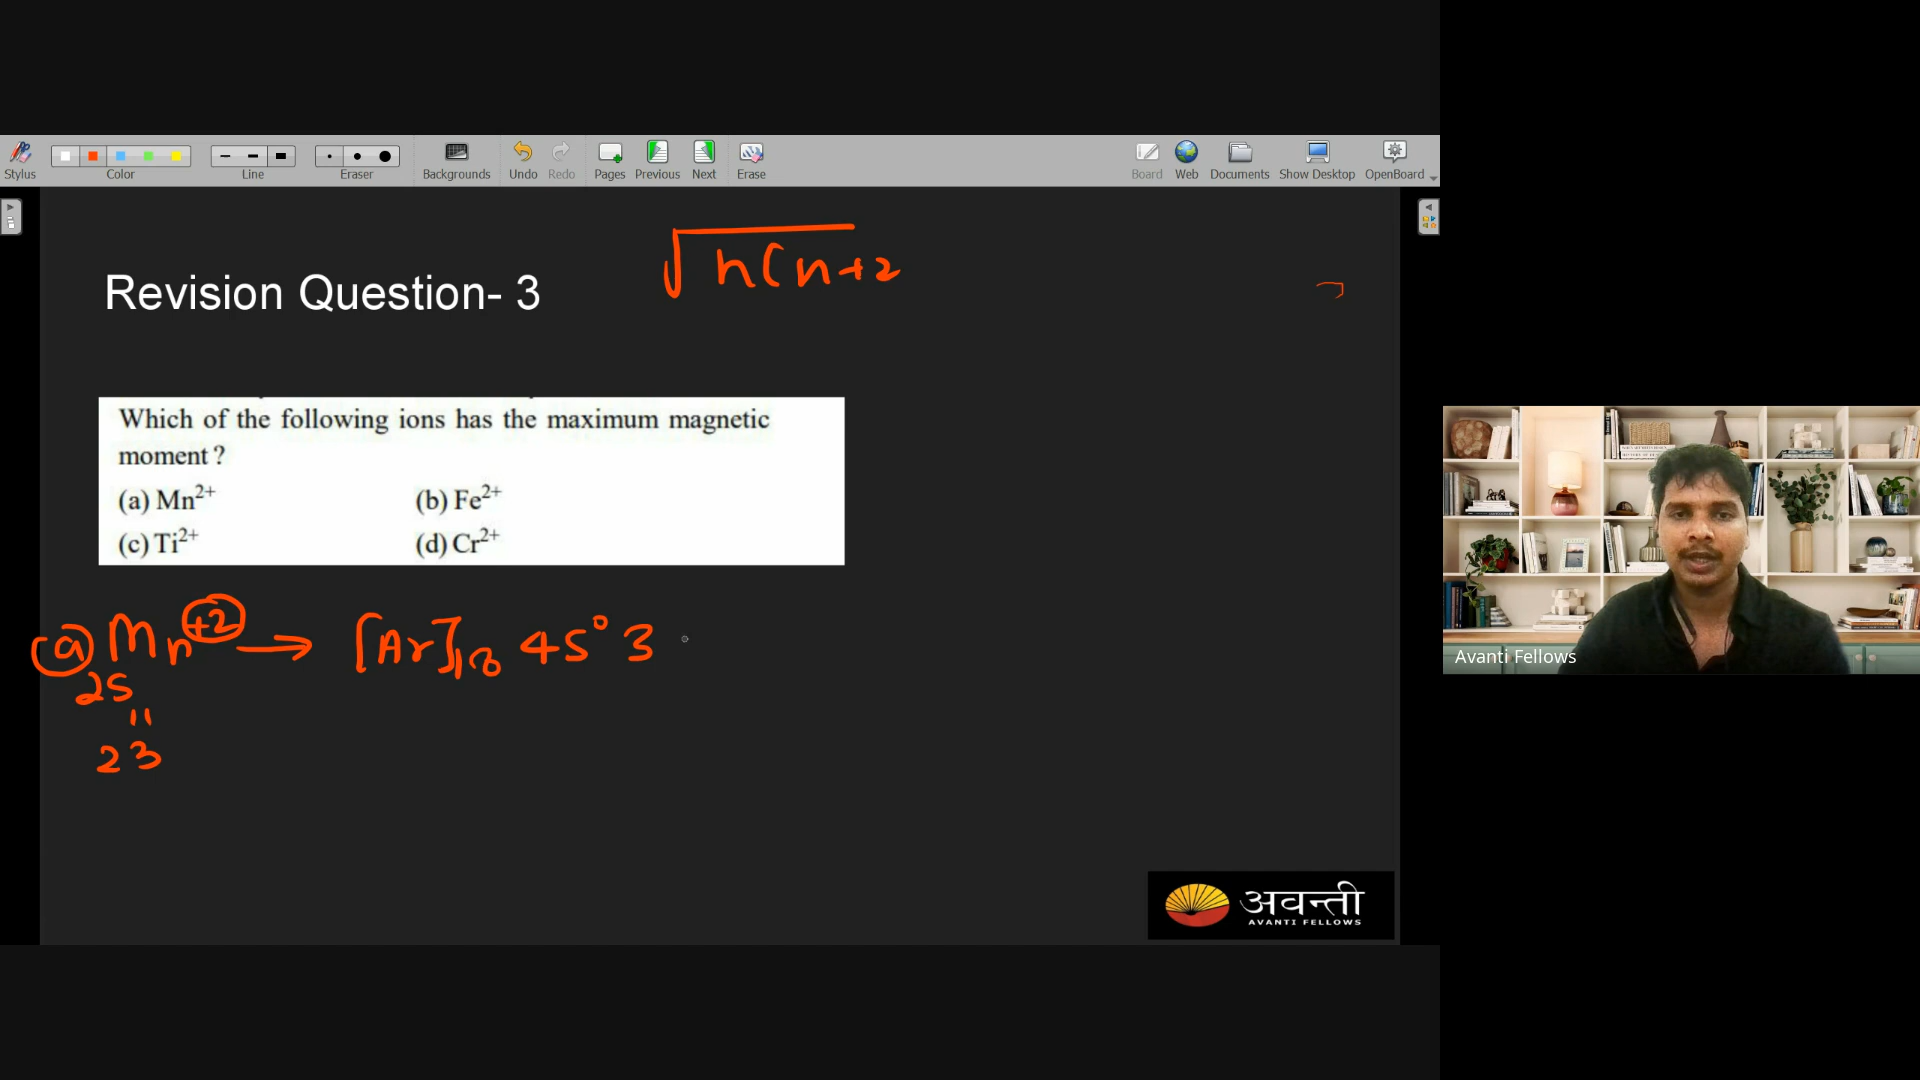 Stylus Color Line Eraser Backgrounds Undo Redo Pages Previous Next Erase Board Web Documents Show Desktop OpenBoard
√n(n+2
Revision Question- 3
Which of the following ions has the maximum magnetic
moment ?
(a) Mn²⁺ (b) Fe²⁺
(c) Ti²⁺ (d) Cr²⁺
(a) Mn⁺² → [Ar]₁₈ 4s° 3
25
"
23
Avanti Fellows
अवन्ती
AVANTI FELLOWS